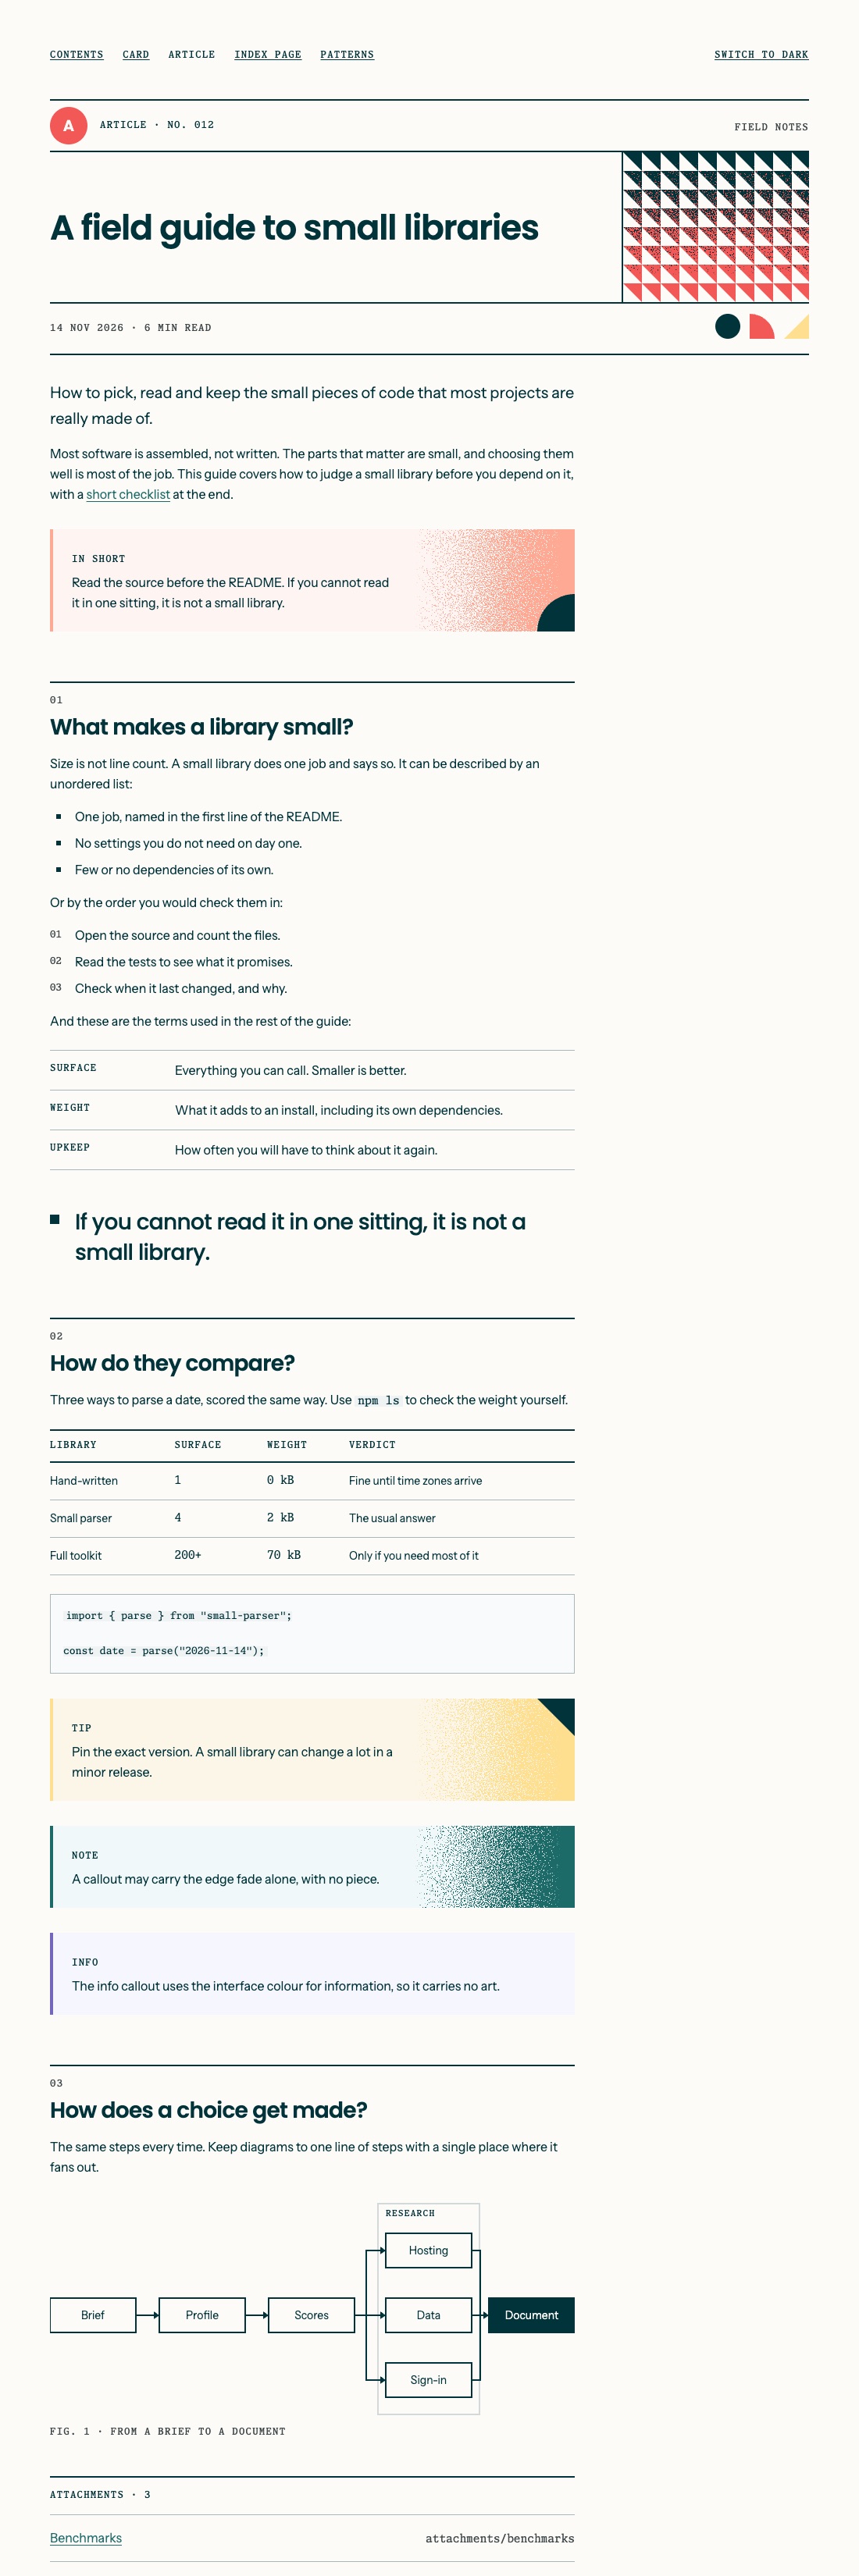 CONTENTS CARD ARTICLE INDEX PAGE PATTERNS SWITCH TO DARK
A ARTICLE · NO. 012 FIELD NOTES
A field guide to small libraries
14 NOV 2026 · 6 MIN READ
How to pick, read and keep the small pieces of code that most projects are
really made of.
Most software is assembled, not written. The parts that matter are small, and choosing them
well is most of the job. This guide covers how to judge a small library before you depend on it,
with a short checklist at the end.
IN SHORT
Read the source before the README. If you cannot read
it in one sitting, it is not a small library.
01
What makes a library small?
Size is not line count. A small library does one job and says so. It can be described by an
unordered list:
One job, named in the first line of the README.
No settings you do not need on day one.
Few or no dependencies of its own.
Or by the order you would check them in:
01 Open the source and count the files.
02 Read the tests to see what it promises.
03 Check when it last changed, and why.
And these are the terms used in the rest of the guide:
SURFACE Everything you can call. Smaller is better.
WEIGHT What it adds to an install, including its own dependencies.
UPKEEP How often you will have to think about it again.
If you cannot read it in one sitting, it is not a
small library.
02
How do they compare?
Three ways to parse a date, scored the same way. Use npm ls to check the weight yourself.
LIBRARY SURFACE WEIGHT VERDICT
Hand-written 1 0 kB Fine until time zones arrive
Small parser 4 2 kB The usual answer
Full toolkit 200+ 70 kB Only if you need most of it
import { parse } from "small-parser";
const date = parse("2026-11-14");
TIP
Pin the exact version. A small library can change a lot in a
minor release.
NOTE
A callout may carry the edge fade alone, with no piece.
INFO
The info callout uses the interface colour for information, so it carries no art.
03
How does a choice get made?
The same steps every time. Keep diagrams to one line of steps with a single place where it
fans out.
RESEARCH
Hosting
Brief Profile Scores Data Document
Sign-in
FIG. 1 · FROM A BRIEF TO A DOCUMENT
ATTACHMENTS · 3
Benchmarks attachments/benchmarks